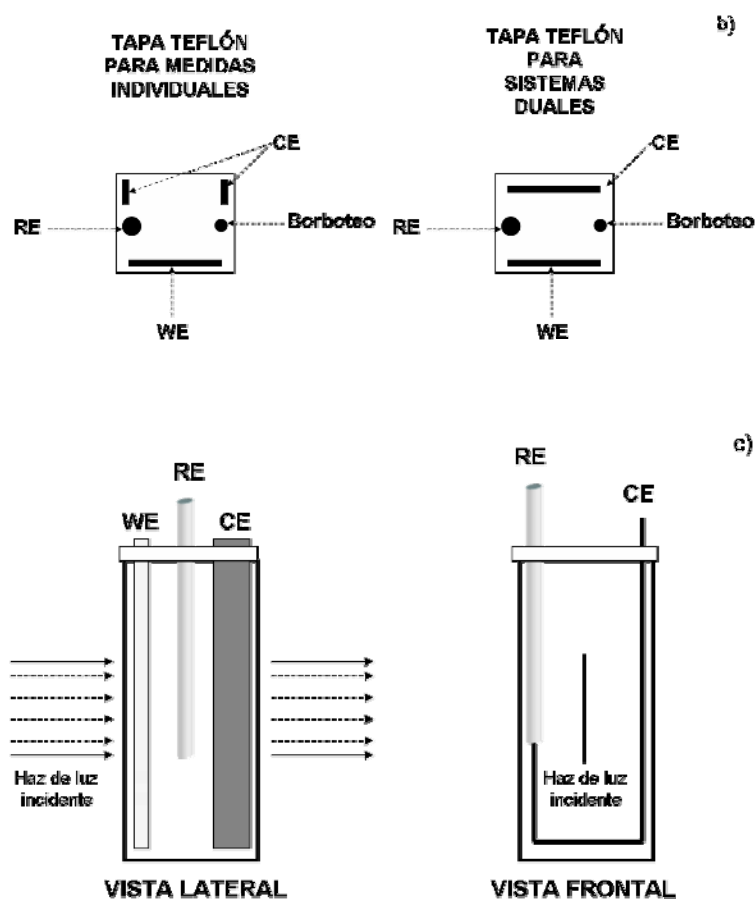 b)
TAPA TEFLÓN
PARA MEDIDAS
INDIVIDUALES
TAPA TEFLÓN
PARA
SISTEMAS
DUALES
CE
RE
Borboteo
WE
CE
RE
Borboteo
WE
c)
RE
WE
CE
Haz de luz
incidente
VISTA LATERAL
RE
CE
Haz de luz
incidente
VISTA FRONTAL